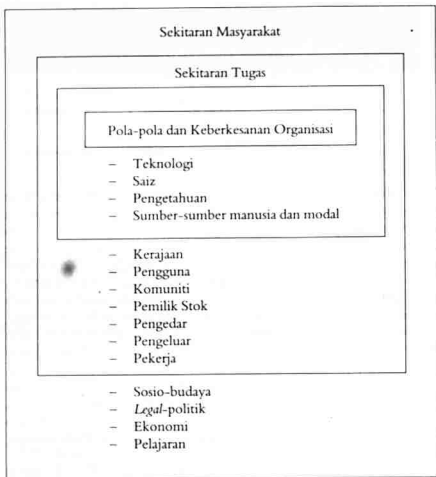 Sekitaran Masyarakat
Sekitaran Tugas
Pola-pola dan Keberkesanan Organisasi
– Teknologi
– Saiz
– Pengetahuan
– Sumber-sumber manusia dan modal
– Kerajaan
– Pengguna
– Komuniti
– Pemilik Stok
– Pengedar
– Pengeluar
– Pekerja
– Sosio-budaya
– Legal-politik
– Ekonomi
– Pelajaran